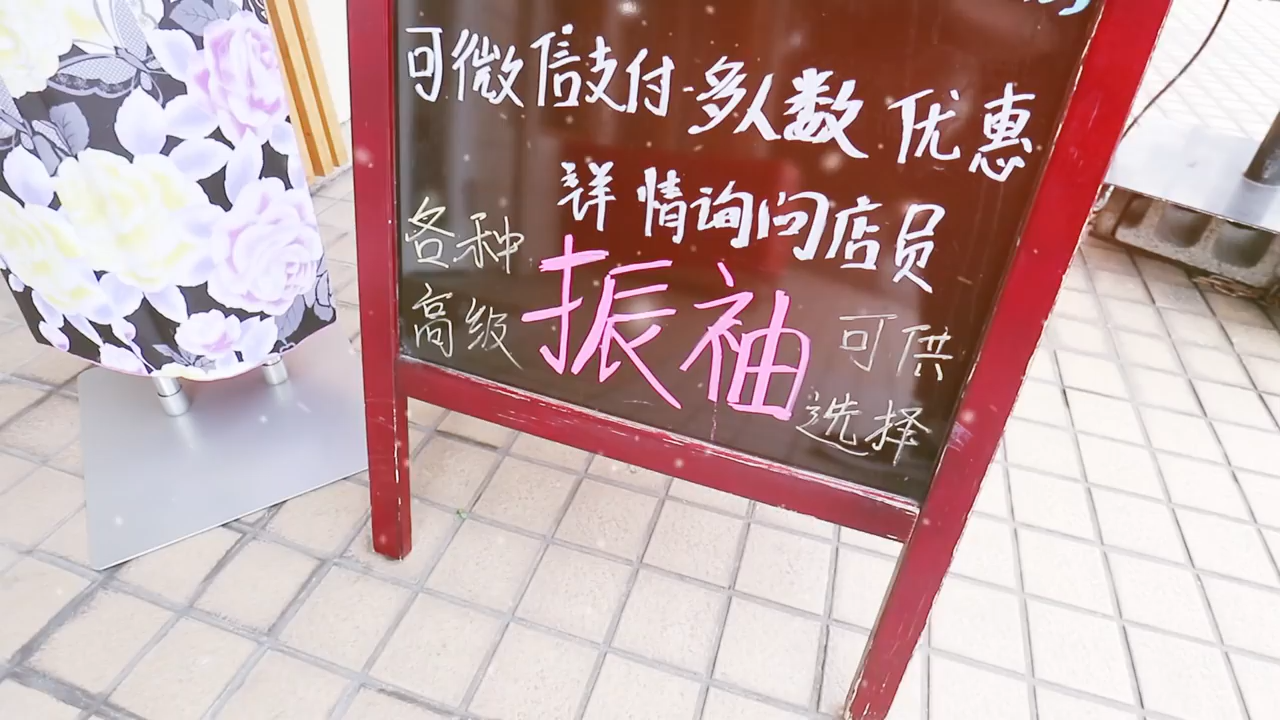 可微信支付·多人数 优惠
詳情询问店员
各种
高级 振袖 可供
选择